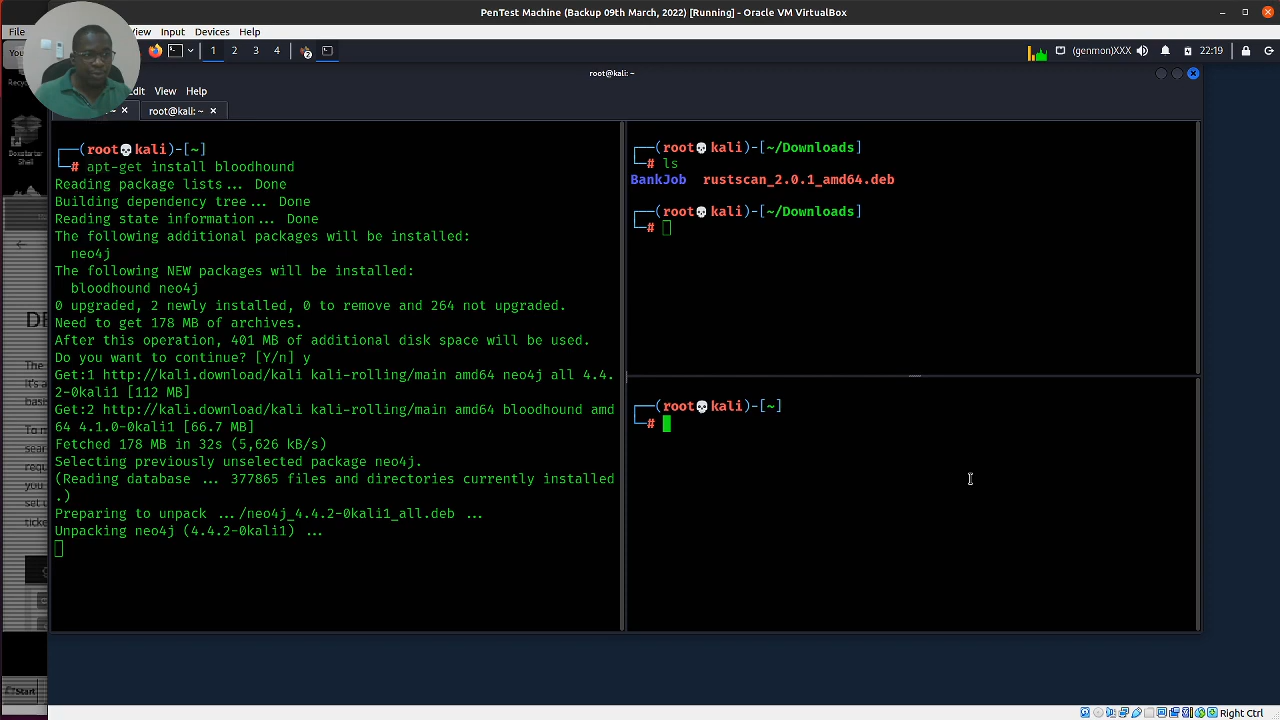 PenTest Machine (Backup 09th March, 2022) [Running] - Oracle VM VirtualBox
File View Input Devices Help
1 2 3 4 (genmon)XXX 22:19
root@kali: ~
View Help
root@kali: ~
┌──(root💀kali)-[~]
└─# apt-get install bloodhound
Reading package lists... Done
Building dependency tree... Done
Reading state information... Done
The following additional packages will be installed:
neo4j
The following NEW packages will be installed:
bloodhound neo4j
0 upgraded, 2 newly installed, 0 to remove and 264 not upgraded.
Need to get 178 MB of archives.
After this operation, 401 MB of additional disk space will be used.
Do you want to continue? [Y/n] y
Get:1 http://kali.download/kali kali-rolling/main amd64 neo4j all 4.4.
2-0kali1 [112 MB]
Get:2 http://kali.download/kali kali-rolling/main amd64 bloodhound amd
64 4.1.0-0kali1 [66.7 MB]
Fetched 178 MB in 32s (5,626 kB/s)
Selecting previously unselected package neo4j.
(Reading database ... 377865 files and directories currently installed
.)
Preparing to unpack .../neo4j_4.4.2-0kali1_all.deb ...
Unpacking neo4j (4.4.2-0kali1) ...
┌──(root💀kali)-[~/Downloads]
└─# ls
BankJob rustscan_2.0.1_amd64.deb
┌──(root💀kali)-[~/Downloads]
└─#
┌──(root💀kali)-[~]
└─#
Shell
The
Start
Right Ctrl